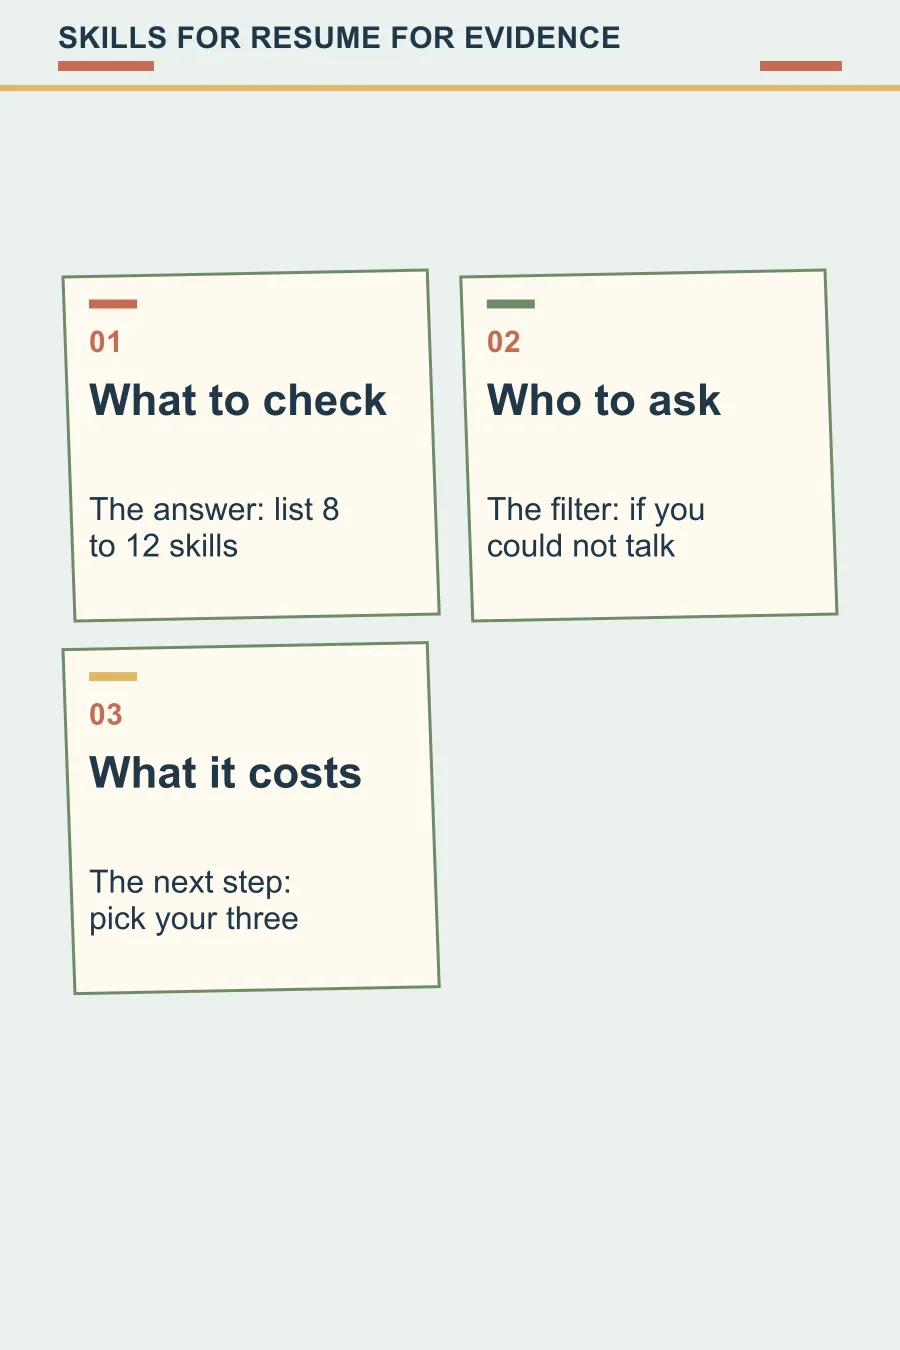 SKILLS FOR RESUME FOR EVIDENCE
01
What to check
The answer: list 8
to 12 skills
02
Who to ask
The filter: if you
could not talk
03
What it costs
The next step:
pick your three